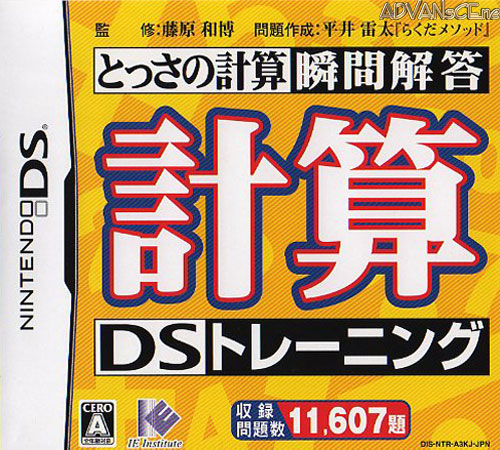 ADVANsCE.ne
監 修：藤原 和博 問題作成：平井 雷太「らくだメソッド」
とっさの計算 瞬間解答
計算
DSトレーニング
NINTENDO DS
CERO
A
全年齢対象
IE Institute
収録
問題数 11,607題
DIS-NTR-A3KJ-JPN